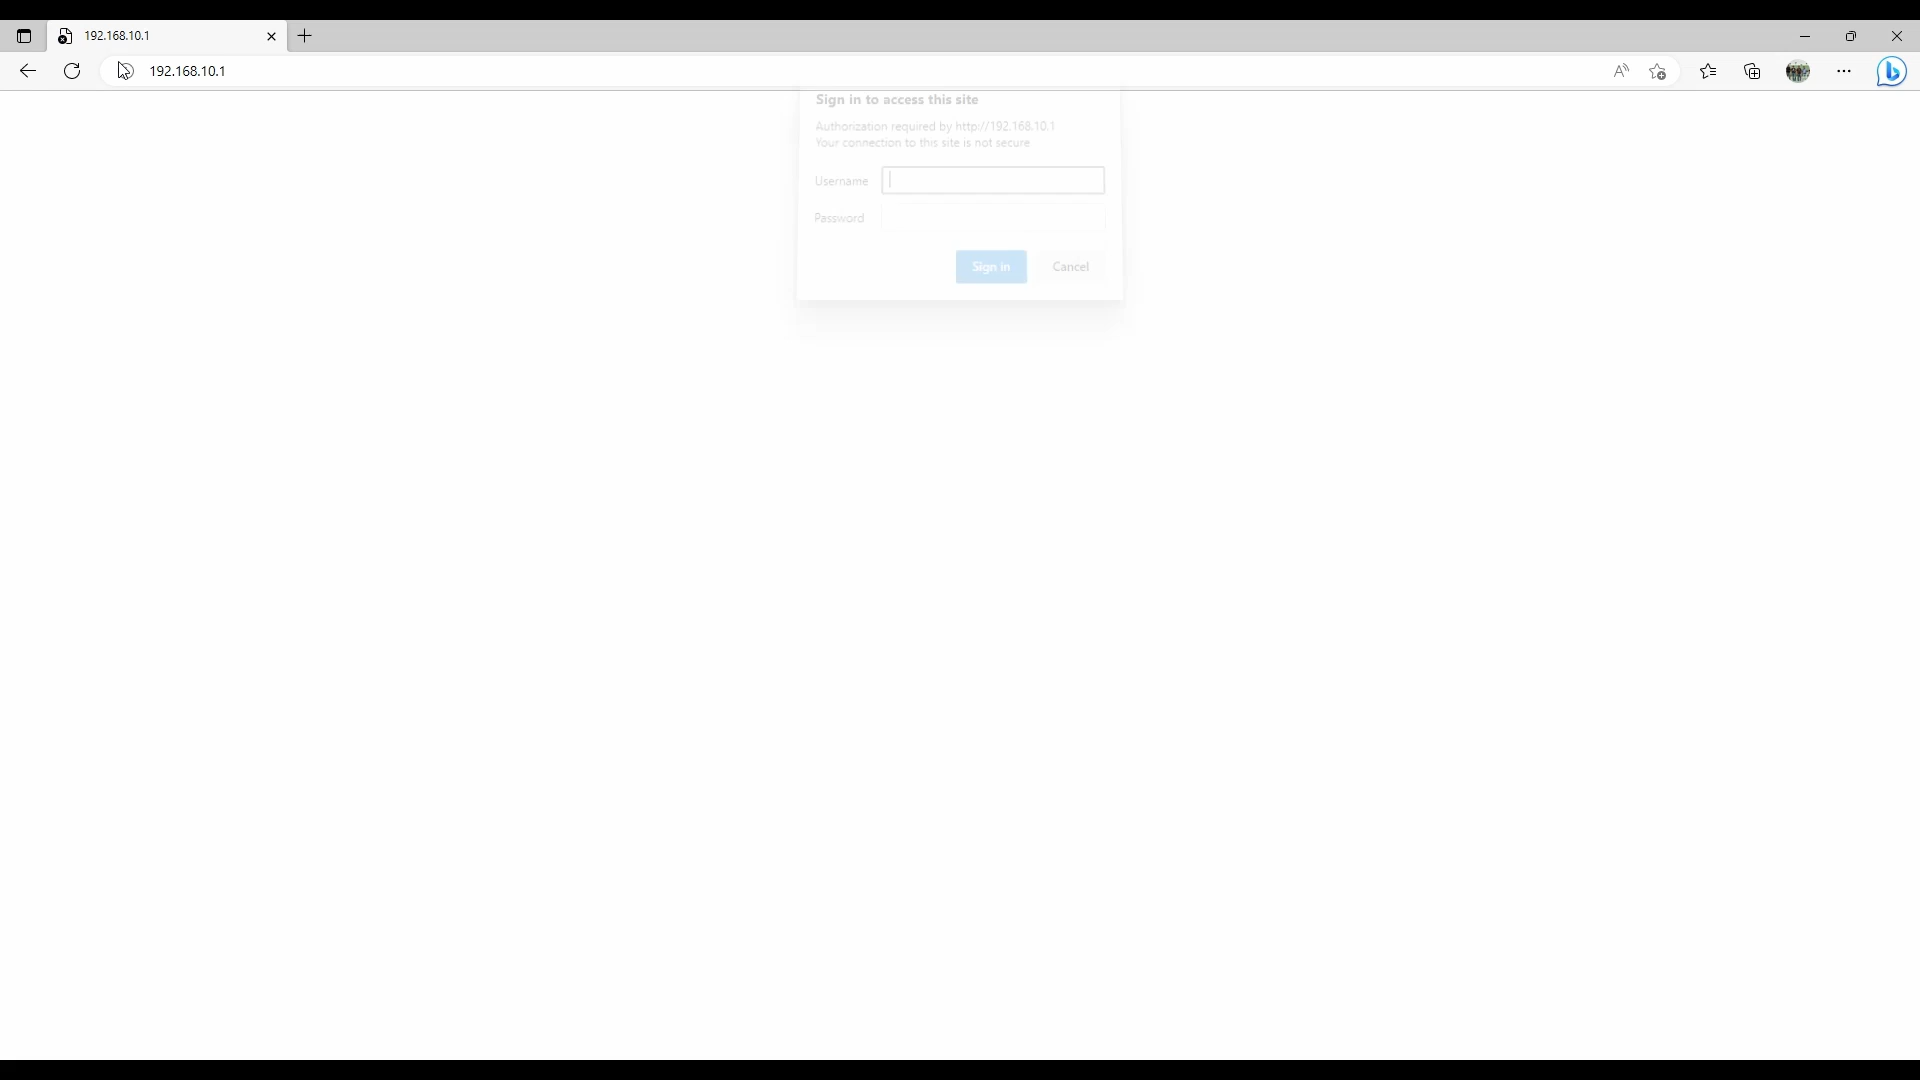 192.168.10.1
192.168.10.1
Sign in to access this site
Authorization required by http://192.168.10.1
Your connection to this site is not secure
Username
Password
Sign in
Cancel